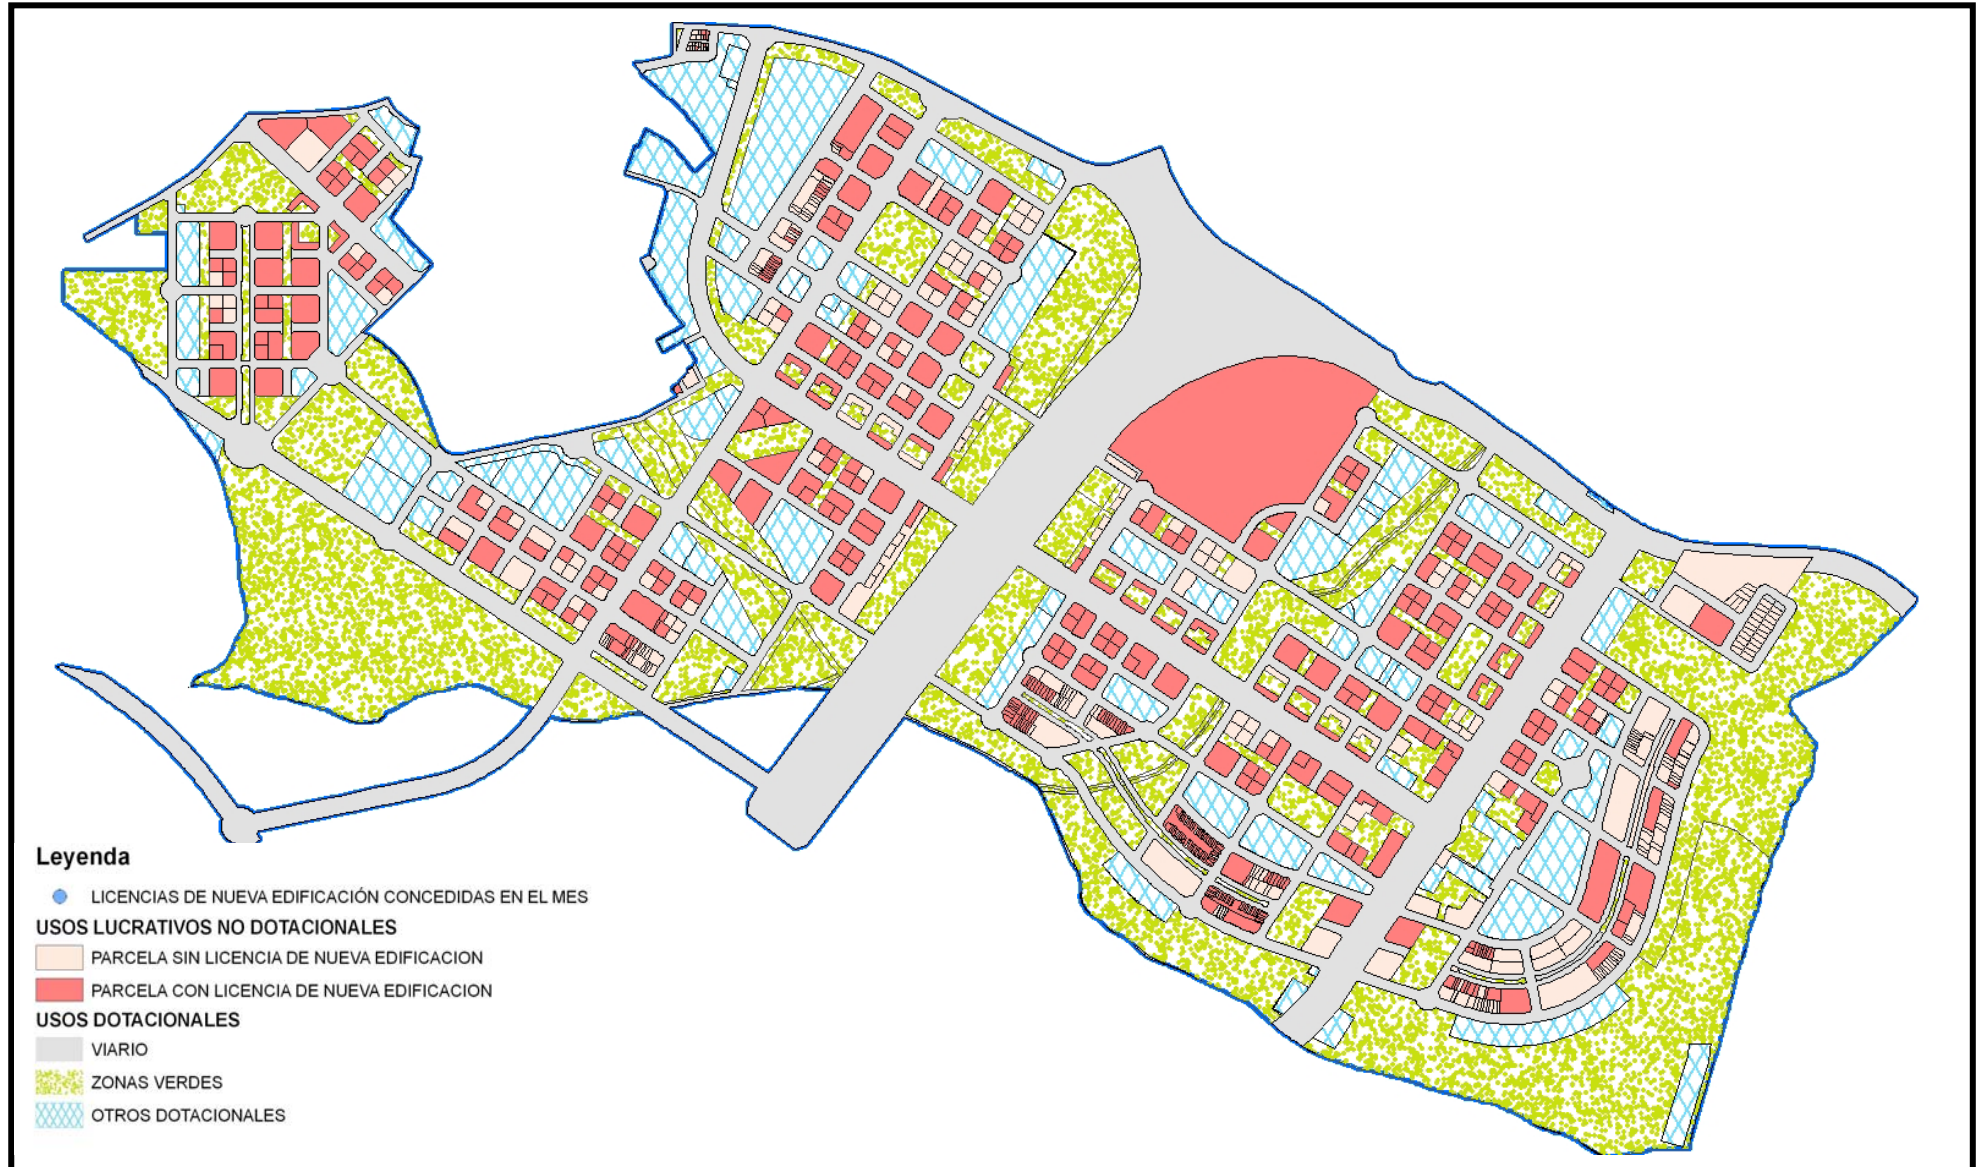 Leyenda
LICENCIAS DE NUEVA EDIFICACIÓN CONCEDIDAS EN EL MES
USOS LUCRATIVOS NO DOTACIONALES
PARCELA SIN LICENCIA DE NUEVA EDIFICACION
PARCELA CON LICENCIA DE NUEVA EDIFICACION
USOS DOTACIONALES
VIARIO
ZONAS VERDES
OTROS DOTACIONALES